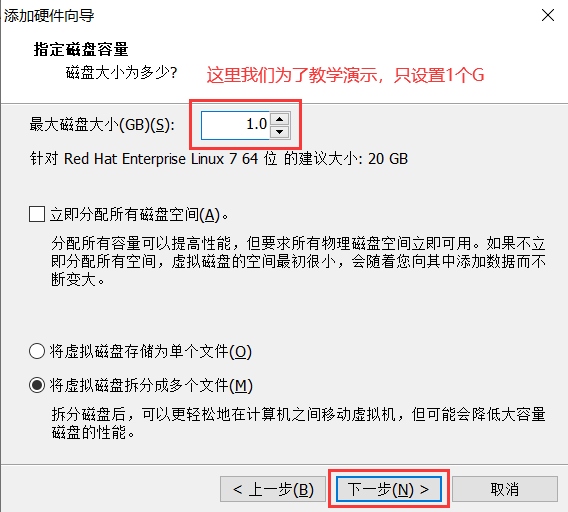 添加硬件向导
指定磁盘容量
磁盘大小为多少?
这里我们为了教学演示，只设置1个G
最大磁盘大小(GB)(S): 1.0
针对 Red Hat Enterprise Linux 7 64 位 的建议大小: 20 GB
立即分配所有磁盘空间(A)。
分配所有容量可以提高性能，但要求所有物理磁盘空间立即可用。如果不立
即分配所有空间，虚拟磁盘的空间最初很小，会随着您向其中添加数据而不
断变大。
将虚拟磁盘存储为单个文件(O)
将虚拟磁盘拆分成多个文件(M)
拆分磁盘后，可以更轻松地在计算机之间移动虚拟机，但可能会降低大容量
磁盘的性能。
< 上一步(B) 下一步(N) > 取消